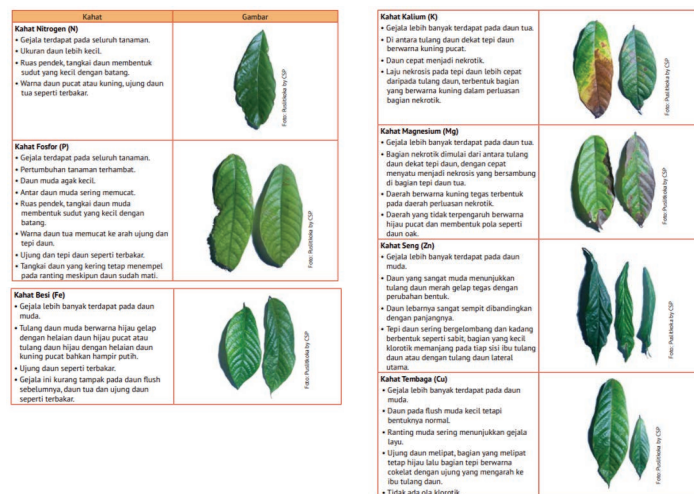 Kahat Gambar
Kahat Nitrogen (N)
• Gejala terdapat pada seluruh tanaman.
• Ukuran daun lebih kecil.
• Ruas pendek, tangkai daun membentuk
sudut yang kecil dengan batang.
• Warna daun pucat atau kuning, ujung daun
tua seperti terbakar.
Foto: Puslitkoka by CSP
Kahat Fosfor (P)
• Gejala terdapat pada seluruh tanaman.
• Pertumbuhan tanaman terhambat.
• Daun muda agak kecil.
• Antar daun muda sering memucat.
• Ruas pendek, tangkai daun muda
membentuk sudut yang kecil dengan
batang.
• Warna daun tua memucat ke arah ujung dan
tepi daun.
• Ujung dan tepi daun seperti terbakar.
• Tangkai daun yang kering tetap menempel
pada ranting meskipun daun sudah mati.
Foto: Puslitkoka by CSP
Kahat Besi (Fe)
• Gejala lebih banyak terdapat pada daun
muda.
• Tulang daun muda berwarna hijau gelap
dengan helaian daun hijau pucat atau
tulang daun hijau dengan helaian daun
kuning pucat bahkan hampir putih.
• Ujung daun seperti terbakar.
• Gejala ini kurang tampak pada daun flush
sebelumnya, daun tua dan ujung daun
seperti terbakar.
Foto: Puslitkoka by CSP
Kahat Kalium (K)
• Gejala lebih banyak terdapat pada daun tua.
• Di antara tulang daun dekat tepi daun
berwarna kuning pucat.
• Daun cepat menjadi nekrotik.
• Laju nekrosis pada tepi daun lebih cepat
daripada tulang daun, terbentuk bagian
yang berwarna kuning dalam perluasan
bagian nekrotik.
Foto: Puslitkoka by CSP
Kahat Magnesium (Mg)
• Gejala lebih banyak terdapat pada daun tua.
• Bagian nekrotik dimulai dari antara tulang
daun dekat tepi daun, dengan cepat
menyatu menjadi nekrosis yang bersambung
di bagian tepi daun tua.
• Daerah berwarna kuning tegas terbentuk
pada daerah perluasan nekrotik.
• Daerah yang tidak terpengaruh berwarna
hijau pucat dan membentuk pola seperti
daun oak.
Foto: Puslitkoka by CSP
Kahat Seng (Zn)
• Gejala lebih banyak terdapat pada daun
muda.
• Daun yang sangat muda menunjukkan
tulang daun merah gelap tegas dengan
perubahan bentuk.
• Daun lebarnya sangat sempit dibandingkan
dengan panjangnya.
• Tepi daun sering bergelombang dan kadang
berbentuk seperti sabit, bagian yang kecil
klorotik memanjang pada tiap sisi ibu tulang
daun atau dengan tulang daun lateral
utama.
Foto: Puslitkoka by CSP
Kahat Tembaga (Cu)
• Gejala lebih banyak terdapat pada daun
muda.
• Daun pada flush muda kecil tetapi
bentuknya normal.
• Ranting muda sering menunjukkan gejala
layu.
• Ujung daun melipat, bagian yang melipat
tetap hijau lalu bagian tepi berwarna
cokelat dengan ujung yang mengarah ke
ibu tulang daun.
• Tidak ada pola klorotik
Foto: Puslitkoka by CSP